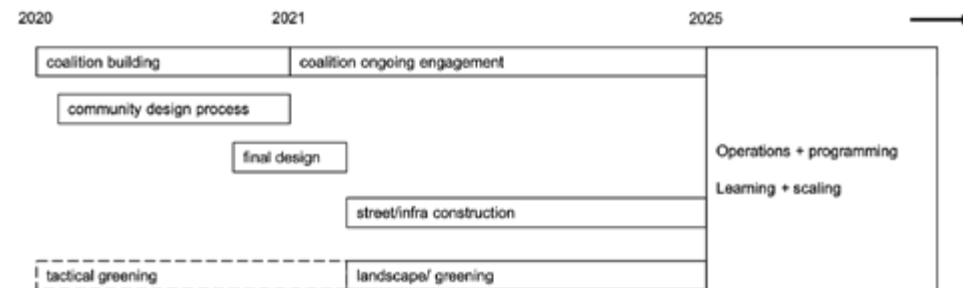 2020 2021 2025
coalition building coalition ongoing engagement
community design process
final design
Operations + programming
Learning + scaling
street/infra construction
tactical greening landscape/ greening